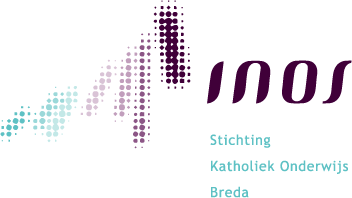 inos
Stichting
Katholiek Onderwijs
Breda